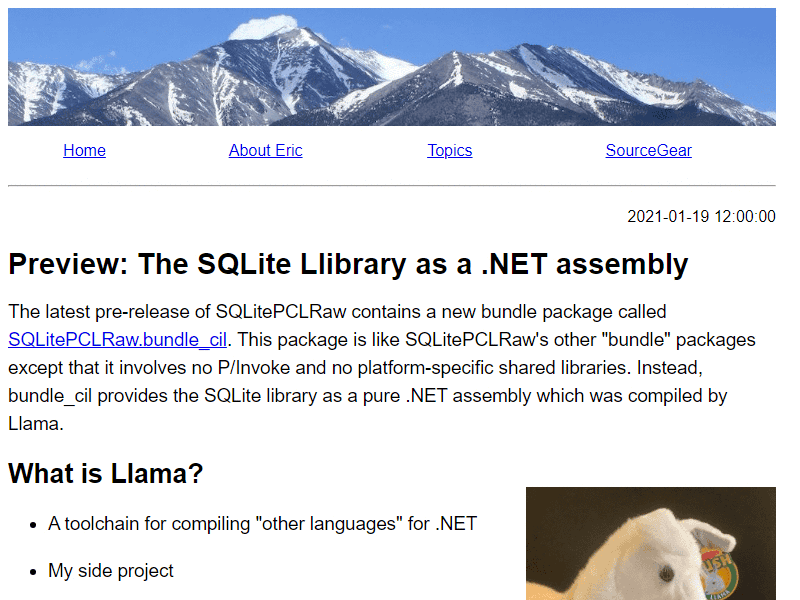 Home About Eric Topics SourceGear
2021-01-19 12:00:00
Preview: The SQLite Llibrary as a .NET assembly
The latest pre-release of SQLitePCLRaw contains a new bundle package called
SQLitePCLRaw.bundle_cil. This package is like SQLitePCLRaw's other "bundle" packages
except that it involves no P/Invoke and no platform-specific shared libraries. Instead,
bundle_cil provides the SQLite library as a pure .NET assembly which was compiled by
Llama.
What is Llama?
A toolchain for compiling "other languages" for .NET
My side project